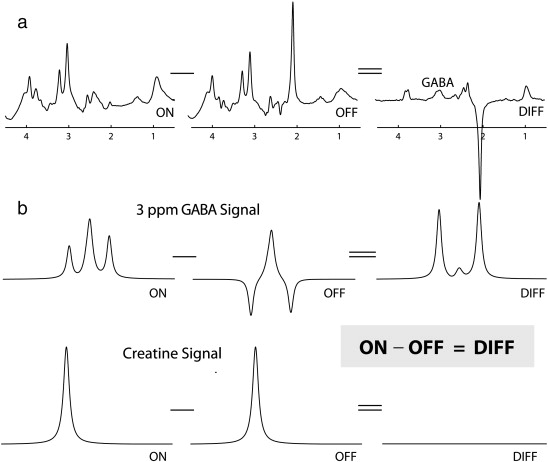 a
GABA
ON
OFF
DIFF
4 3 2 1
4 3 2 1
4 3 2 1
b
3 ppm GABA Signal
ON
OFF
DIFF
Creatine Signal
ON – OFF = DIFF
ON
OFF
DIFF